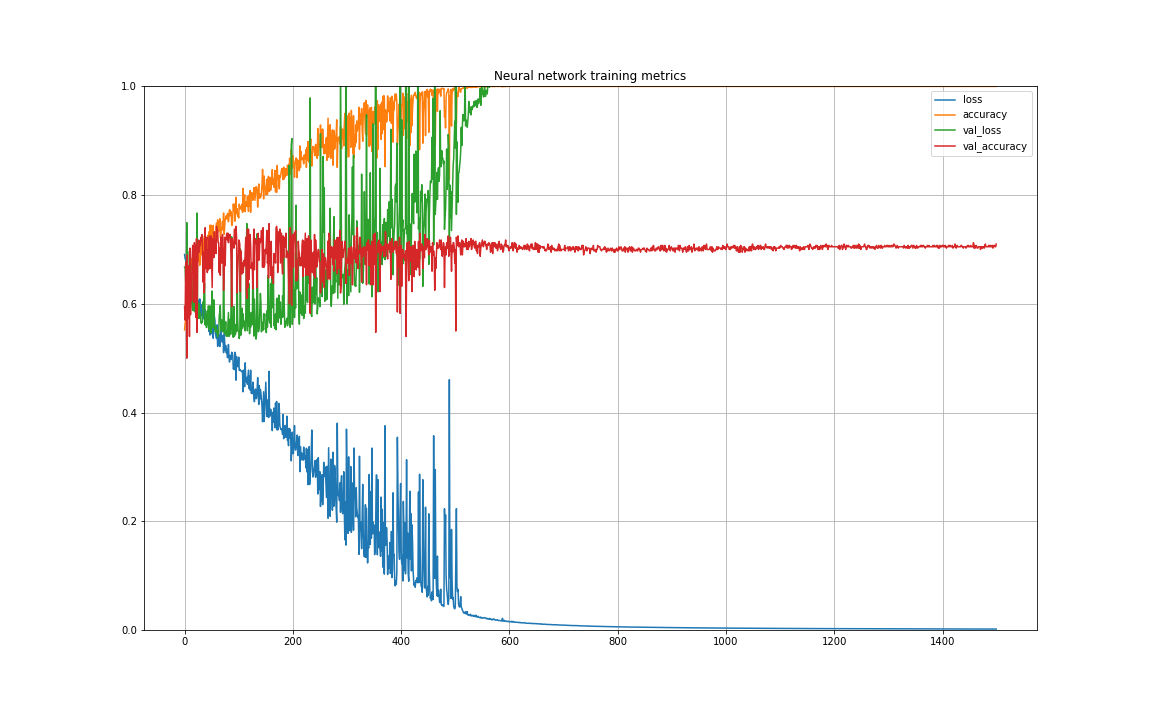 Neural network training metrics
1.0
0.8
0.6
0.4
0.2
0.0
0 200 400 600 800 1000 1200 1400
loss
accuracy
val_loss
val_accuracy